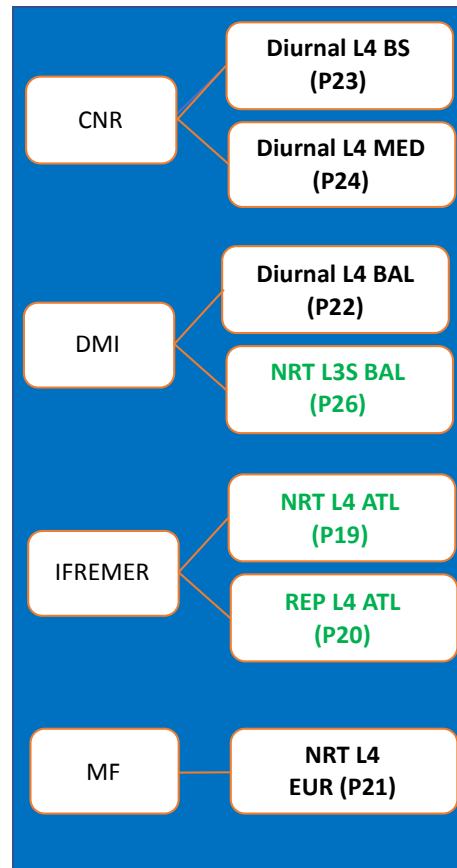 CNR
Diurnal L4 BS
(P23)
Diurnal L4 MED
(P24)
DMI
Diurnal L4 BAL
(P22)
NRT L3S BAL
(P26)
IFREMER
NRT L4 ATL
(P19)
REP L4 ATL
(P20)
MF
NRT L4
EUR (P21)